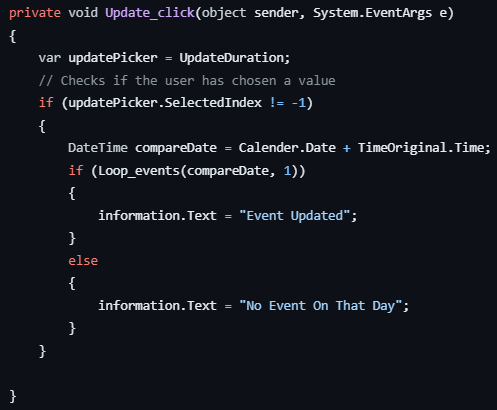 private void Update_click(object sender, System.EventArgs e)
{
    var updatePicker = UpdateDuration;
    // Checks if the user has chosen a value
    if (updatePicker.SelectedIndex != -1)
    {
        DateTime compareDate = Calender.Date + TimeOriginal.Time;
        if (Loop_events(compareDate, 1))
        {
            information.Text = "Event Updated";
        }
        else
        {
            information.Text = "No Event On That Day";
        }
    }
}